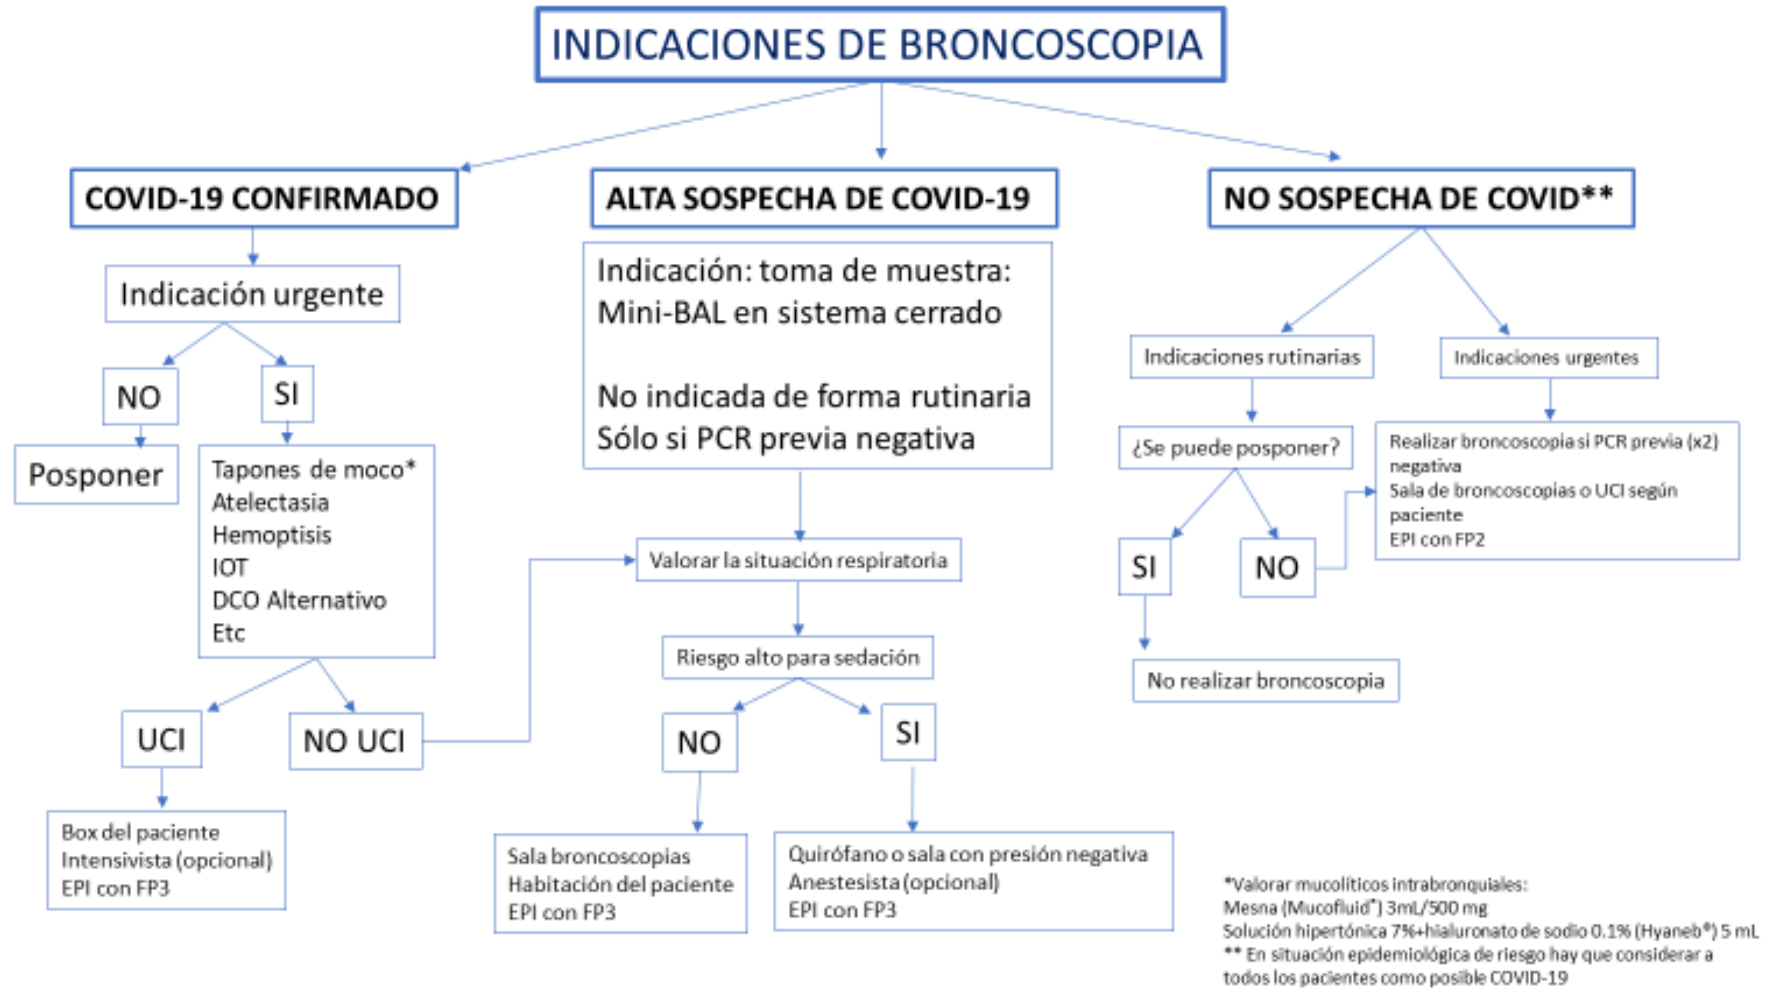 INDICACIONES DE BRONCOSCOPIA
COVID-19 CONFIRMADO
ALTA SOSPECHA DE COVID-19
NO SOSPECHA DE COVID**
Indicación urgente
NO
SI
Posponer
Tapones de moco*
Atelectasia
Hemoptisis
IOT
DCO Alternativo
Etc
UCI
NO UCI
Box del paciente
Intensivista (opcional)
EPI con FP3
Indicación: toma de muestra:
Mini-BAL en sistema cerrado
No indicada de forma rutinaria
Sólo si PCR previa negativa
Valorar la situación respiratoria
Riesgo alto para sedación
NO
SI
Sala broncoscopias
Habitación del paciente
EPI con FP3
Quirófano o sala con presión negativa
Anestesista (opcional)
EPI con FP3
Indicaciones rutinarias
Indicaciones urgentes
¿Se puede posponer?
SI
NO
No realizar broncoscopia
Realizar broncoscopia si PCR previa (x2)
negativa
Sala de broncoscopias o UCI según
paciente
EPI con FP2
*Valorar mucolíticos intrabronquiales:
Mesna (Mucofluid®) 3mL/500 mg
Solución hipertónica 7%+hialuronato de sodio 0.1% (Hyaneb®) 5 mL
** En situación epidemiológica de riesgo hay que considerar a
todos los pacientes como posible COVID-19